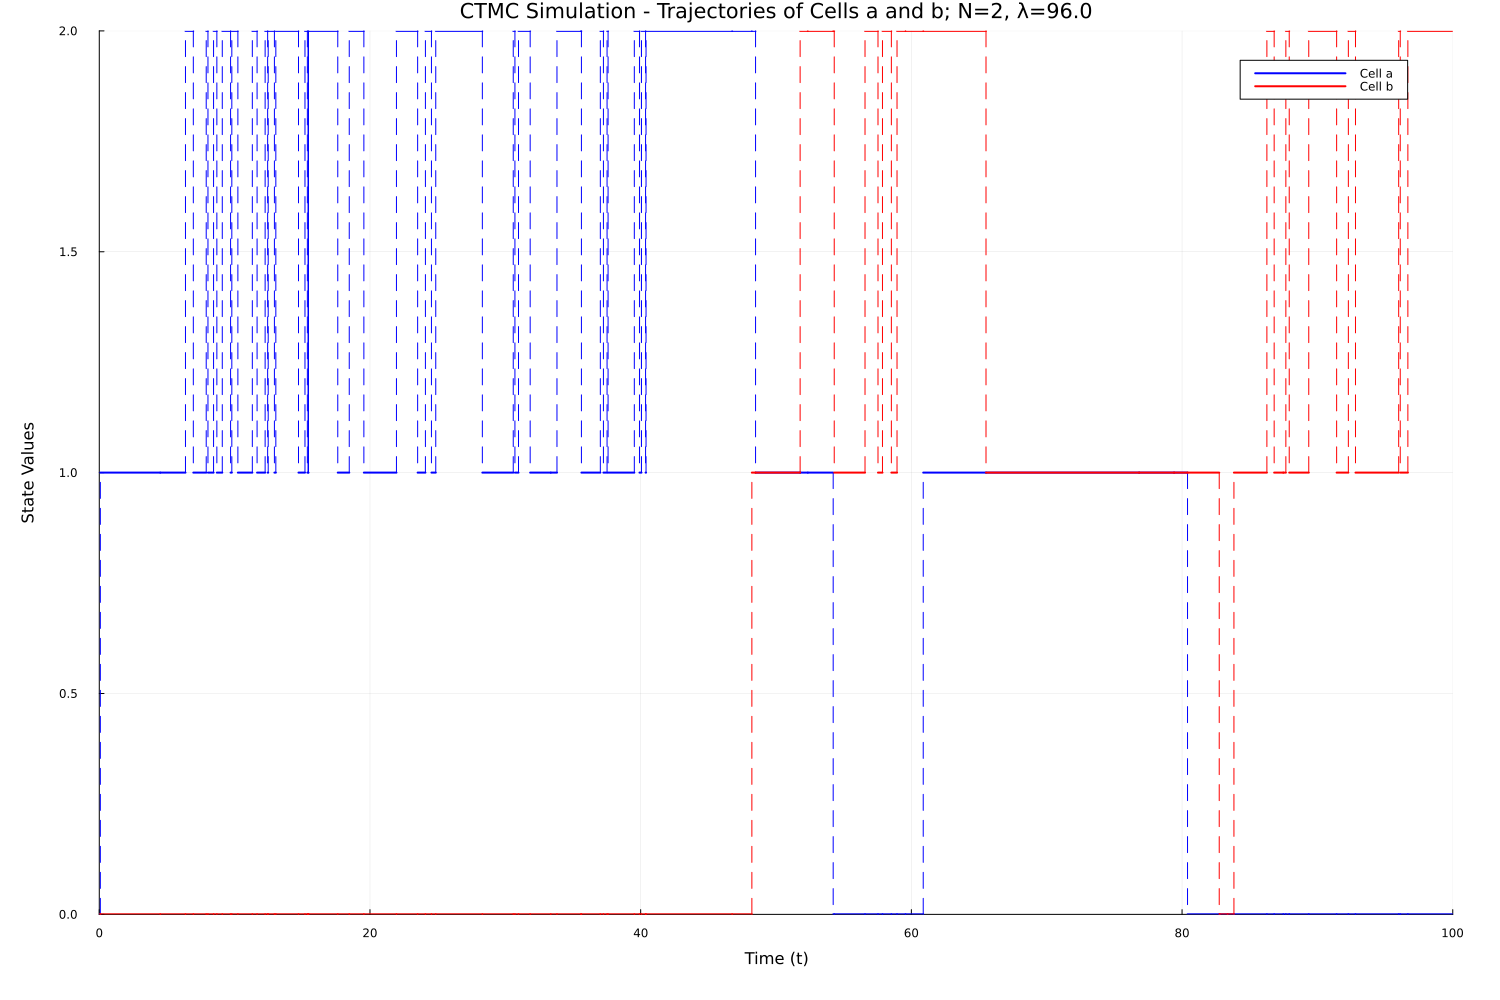 CTMC Simulation - Trajectories of Cells a and b; N=2, λ=96.0
2.0
Cell a
Cell b
1.5
1.0
State Values
0.5
0.0
0 20 40 60 80 100
Time (t)